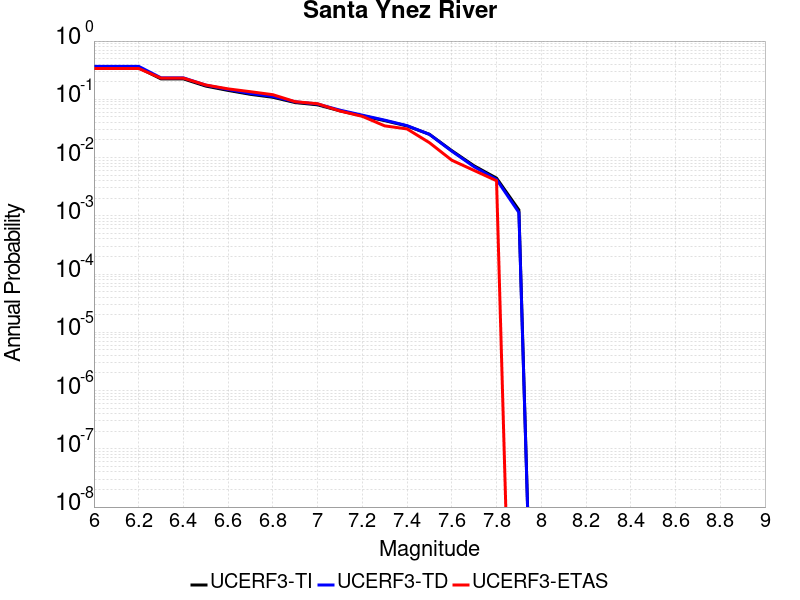 Santa Ynez River
Annual Probability
10^0
10^-1
10^-2
10^-3
10^-4
10^-5
10^-6
10^-7
10^-8
6 6.2 6.4 6.6 6.8 7 7.2 7.4 7.6 7.8 8 8.2 8.4 8.6 8.8 9
Magnitude
UCERF3-TI UCERF3-TD UCERF3-ETAS